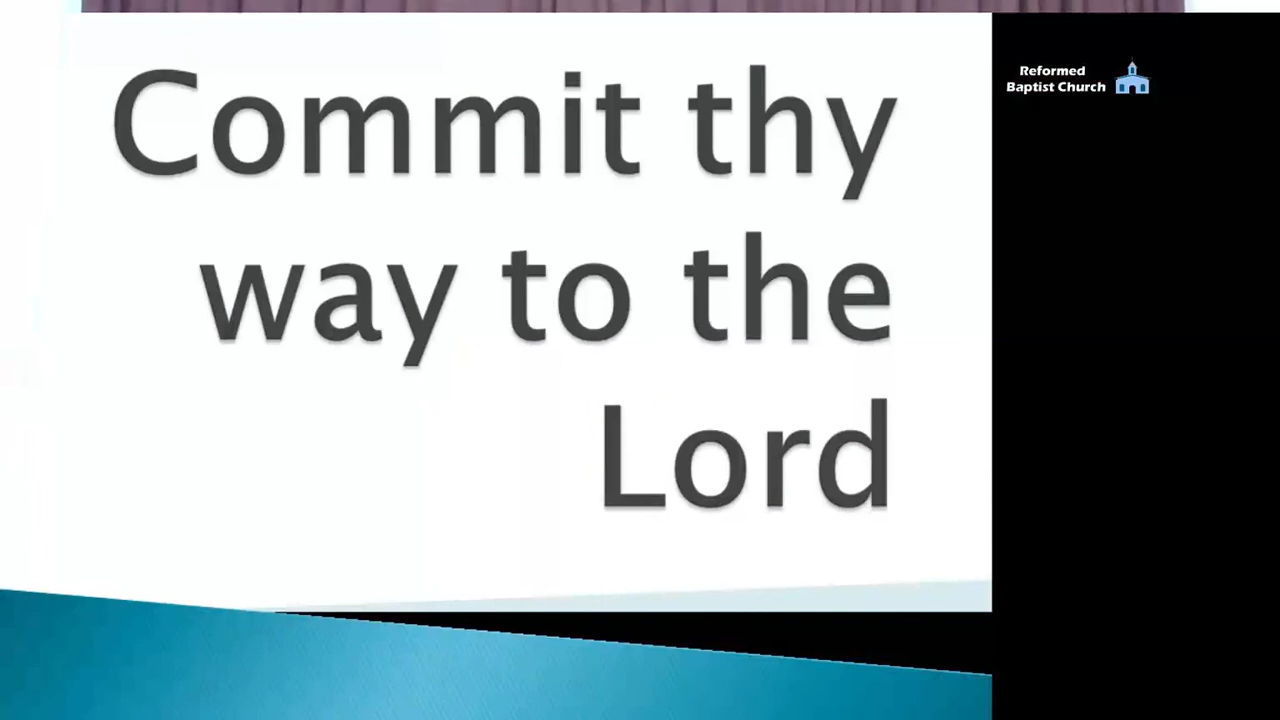 Commit thy
way to the
Lord
Reformed
Baptist Church